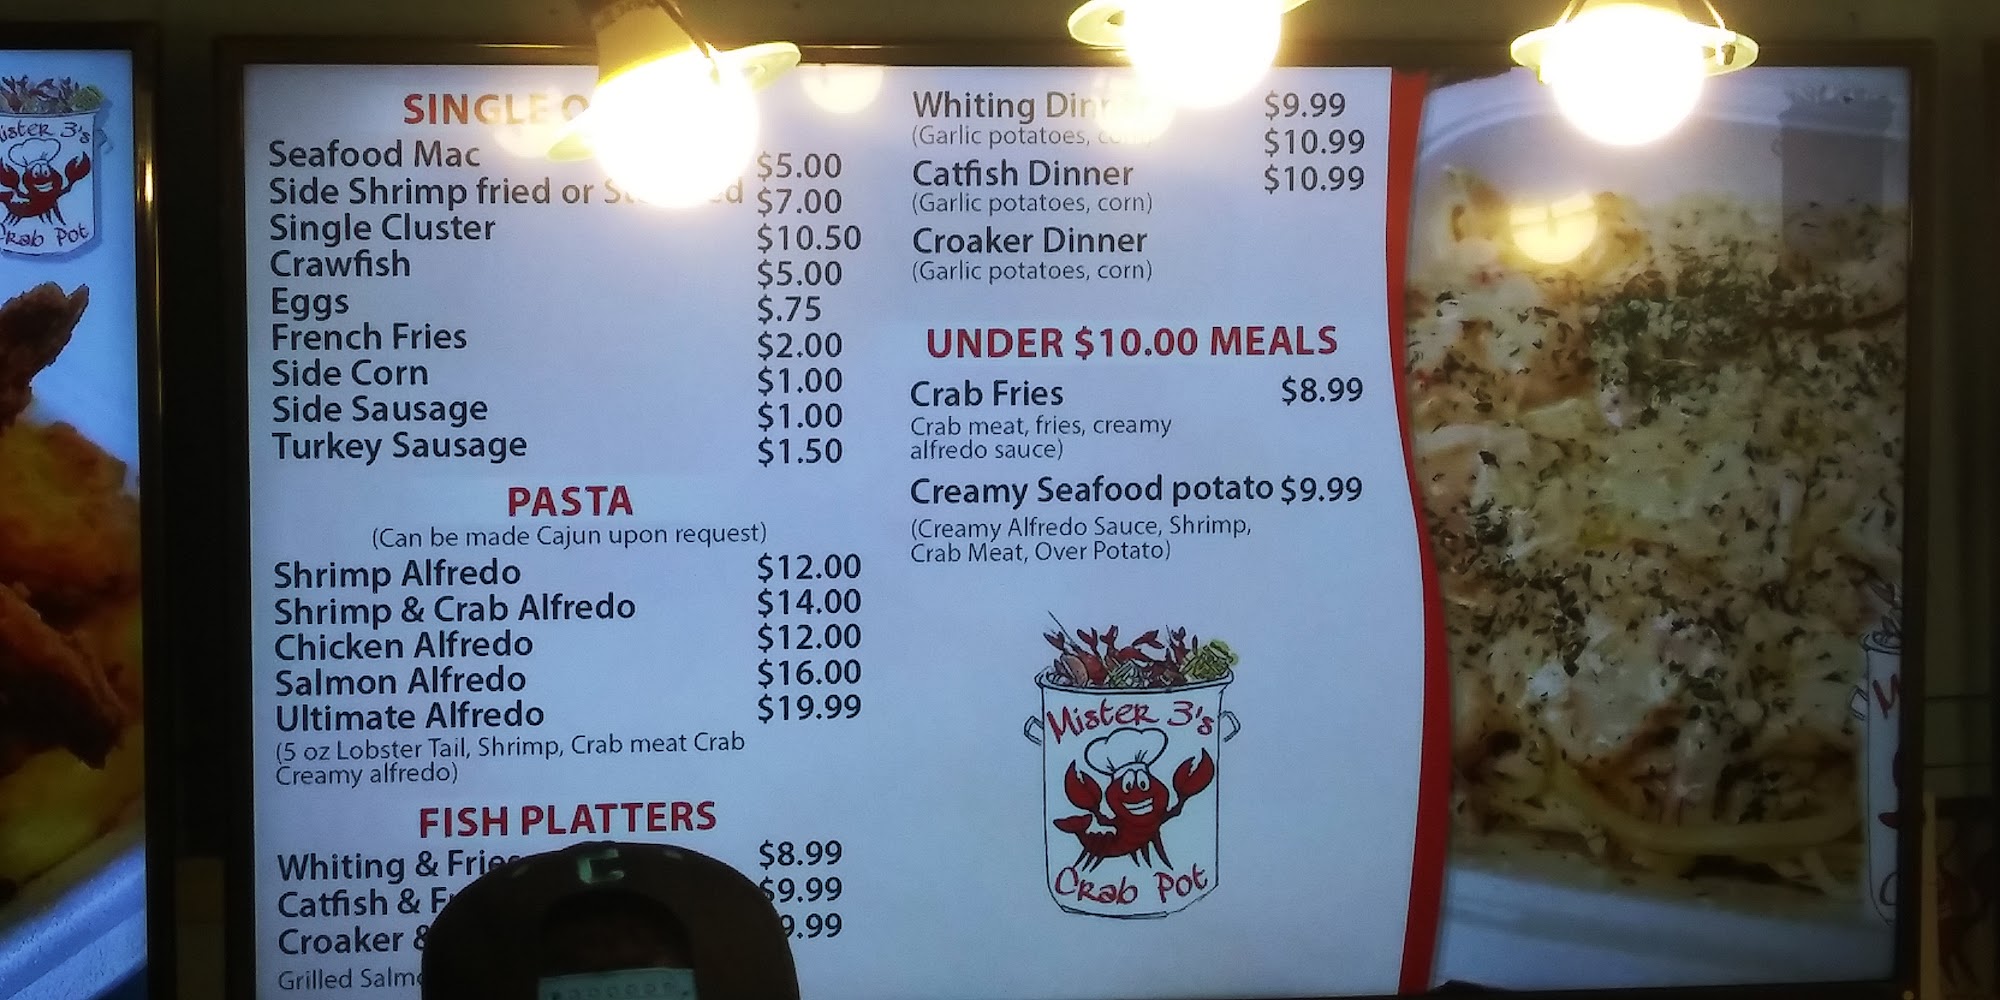 Mister 3's
Crab Pot
SINGLE
Seafood Mac $5.00
Side Shrimp fried or $7.00
Single Cluster $10.50
Crawfish $5.00
Eggs $.75
French Fries $2.00
Side Corn $1.00
Side Sausage $1.00
Turkey Sausage $1.50
PASTA
(Can be made Cajun upon request)
Shrimp Alfredo $12.00
Shrimp & Crab Alfredo $14.00
Chicken Alfredo $12.00
Salmon Alfredo $16.00
Ultimate Alfredo $19.99
(5 oz Lobster Tail, Shrimp, Crab meat Crab
Creamy alfredo)
FISH PLATTERS
Whiting & Fries $8.99
Catfish & $9.99
Croaker & 9.99
Grilled
Whiting Dinner $9.99
(Garlic potatoes, corn)
$10.99
Catfish Dinner $10.99
(Garlic potatoes, corn)
Croaker Dinner
(Garlic potatoes, corn)
UNDER $10.00 MEALS
Crab Fries $8.99
Crab meat, fries, creamy
alfredo sauce)
Creamy Seafood potato $9.99
(Creamy Alfredo Sauce, Shrimp,
Crab Meat, Over Potato)
Mister 3's
Crab Pot